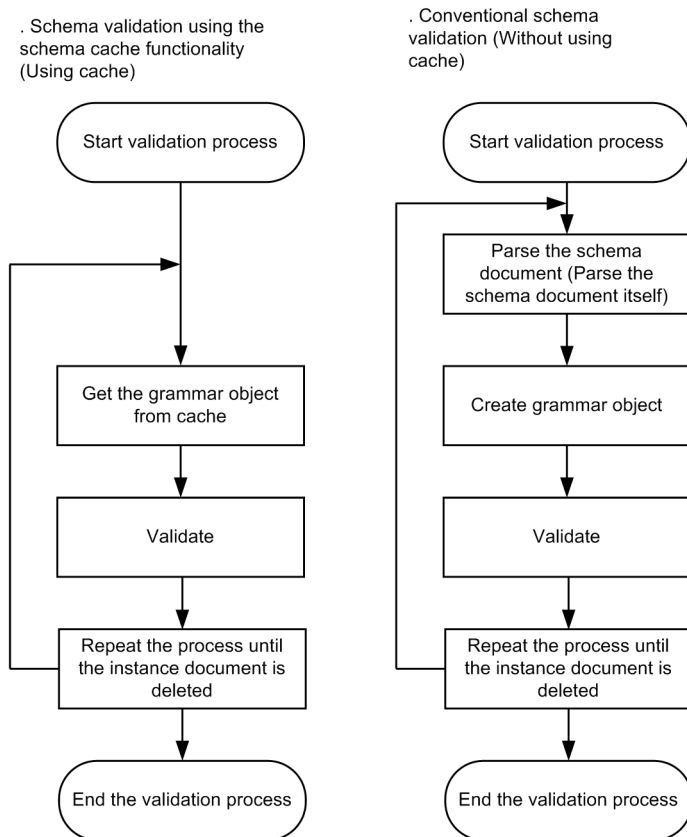 . Schema validation using the
schema cache functionality
(Using cache)
Start validation process
Get the grammar object
from cache
Validate
Repeat the process until
the instance document is
deleted
End the validation process
. Conventional schema
validation (Without using
cache)
Start validation process
Parse the schema
document (Parse the
schema document itself)
Create grammar object
Validate
Repeat the process until
the instance document is
deleted
End the validation process